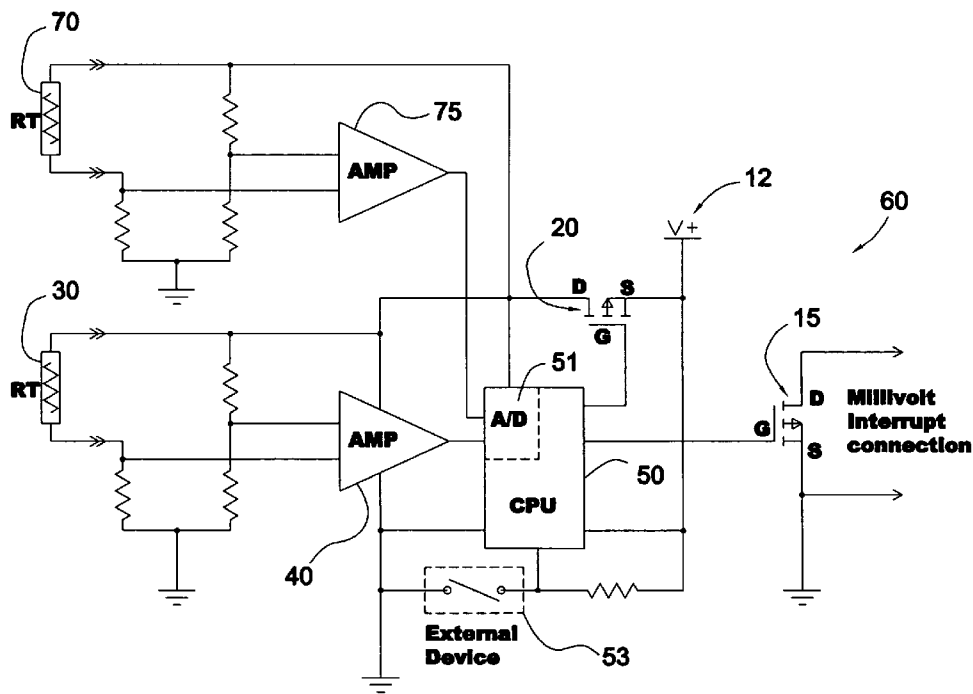 70
RT
75
AMP
12
V+
60
20
D S
G
30
RT
15
51
A/D
D
Millivolt
Interrupt
connection
G
S
AMP
50
CPU
40
External
Device
53